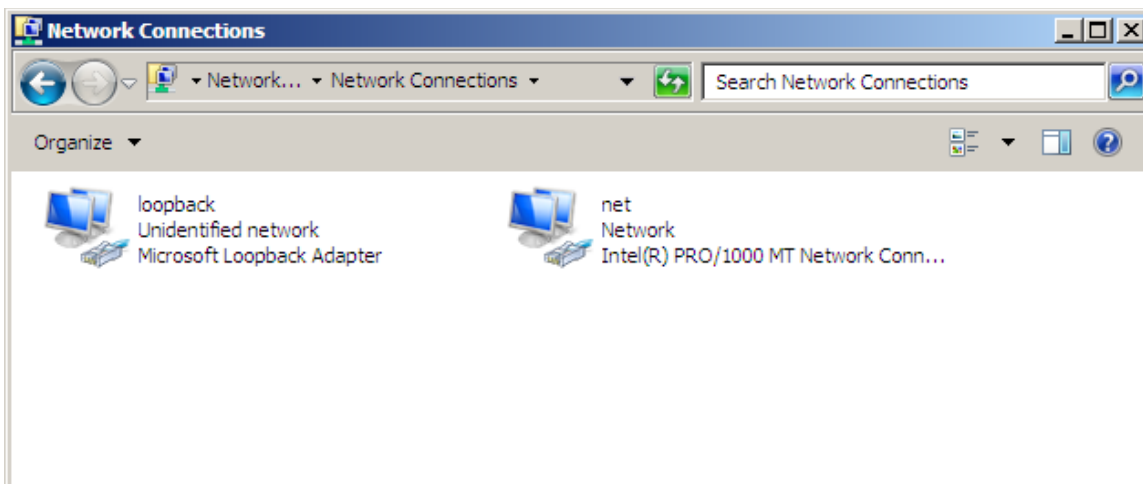 Network Connections
Network... Network Connections
Search Network Connections
Organize
loopback
Unidentified network
Microsoft Loopback Adapter
net
Network
Intel(R) PRO/1000 MT Network Conn...